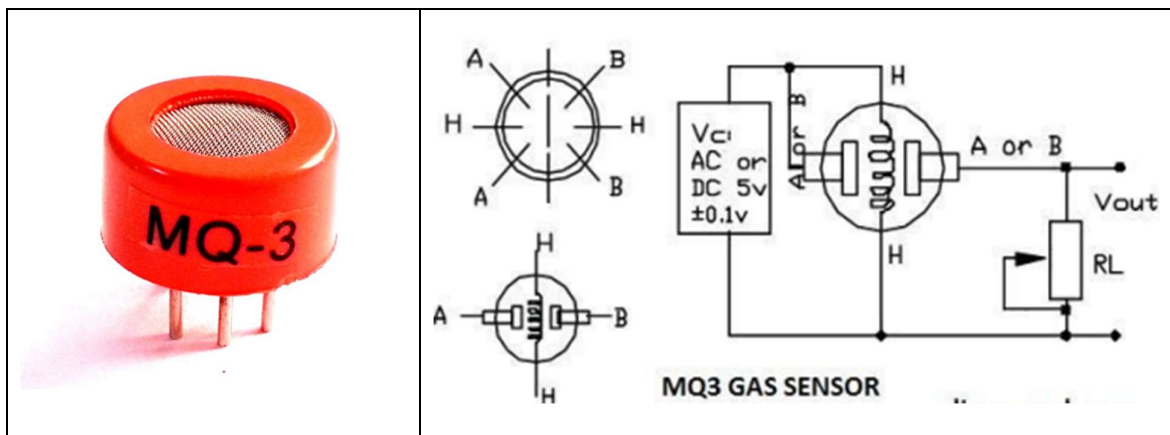 MQ-3
A
B
H
H
A
B
H
A
B
H
H
A or B
Vc:
AC or
DC 5v
±0.1v
A or B
Vout
RL
H
MQ3 GAS SENSOR